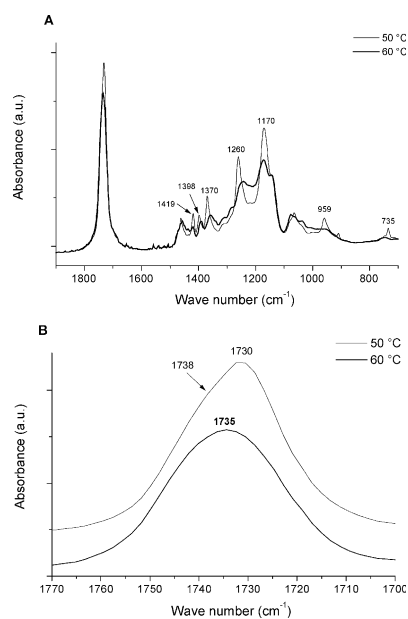 A
50 °C
60 °C
1170
1260
1398
1370
1419
959
735
Absorbance (a.u.)
1800 1600 1400 1200 1000 800
Wave number (cm-1)
B
50 °C
60 °C
1730
1738
1735
Absorbance (a.u.)
1770 1760 1750 1740 1730 1720 1710 1700
Wave number (cm-1)